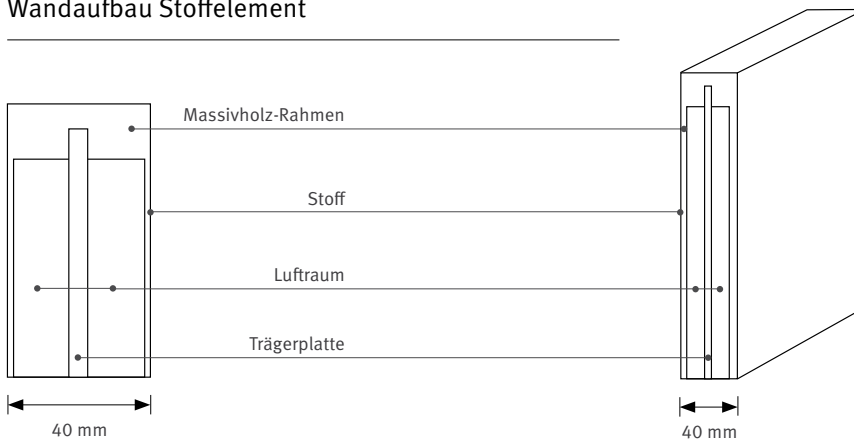 Wandaufbau Stoffelement
Massivholz-Rahmen
Stoff
Luftraum
Trägerplatte
40 mm
40 mm